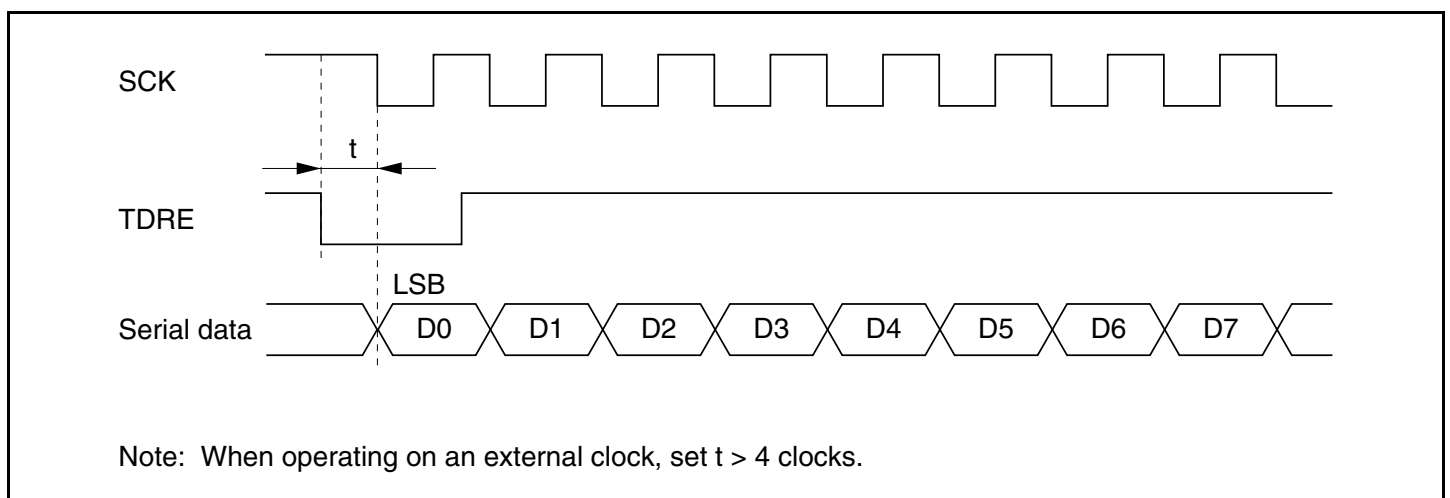 SCK
t
TDRE
LSB
Serial data D0 D1 D2 D3 D4 D5 D6 D7
Note: When operating on an external clock, set t > 4 clocks.